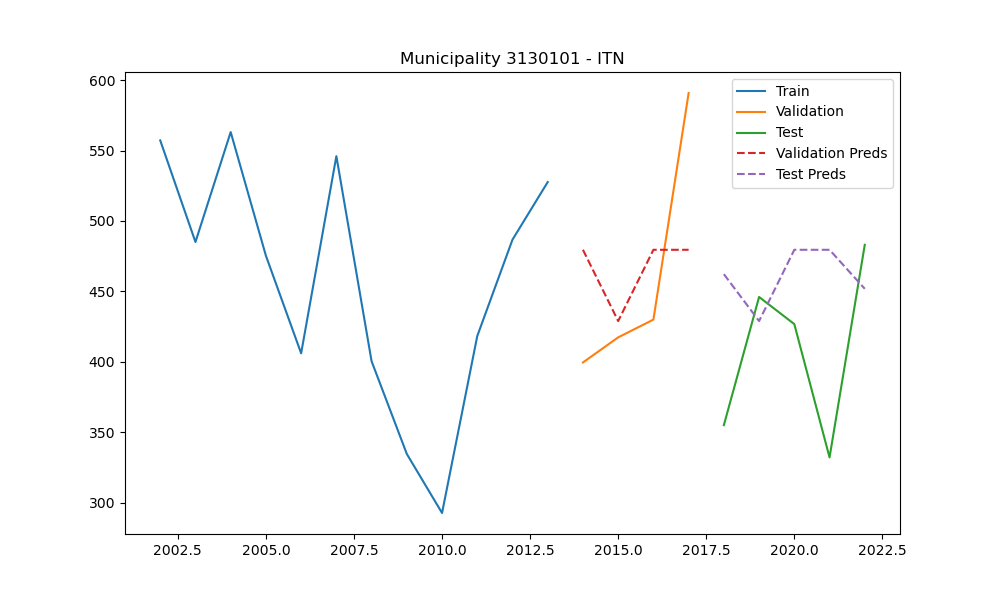 Municipality 3130101 - ITN
600
550
500
450
400
350
300
Train
Validation
Test
Validation Preds
Test Preds
2002.5 2005.0 2007.5 2010.0 2012.5 2015.0 2017.5 2020.0 2022.5